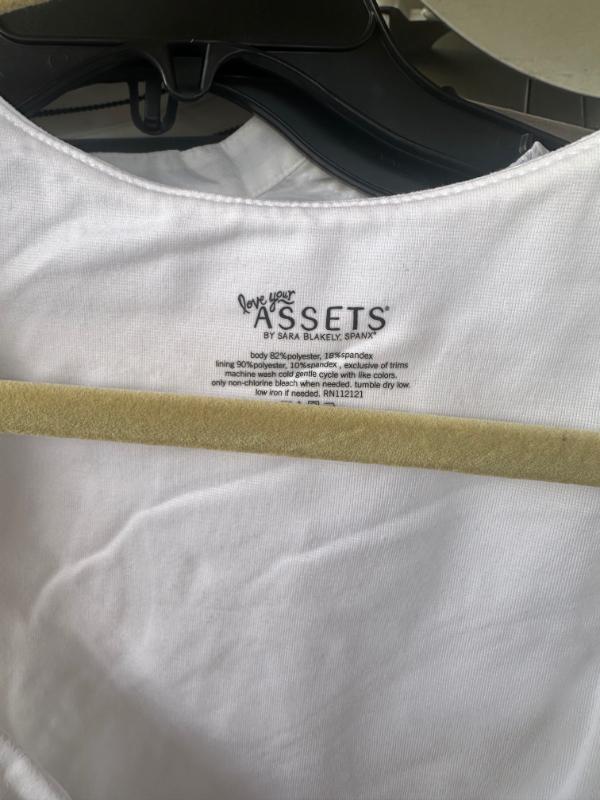 love your
ASSETS®
BY SARA BLAKELY, SPANX®
body 82%polyester, 18%spandex
lining 90%polyester, 10%spandex , exclusive of trims
machine wash cold gentle cycle with like colors.
only non-chlorine bleach when needed. tumble dry low.
low iron if needed. RN112121